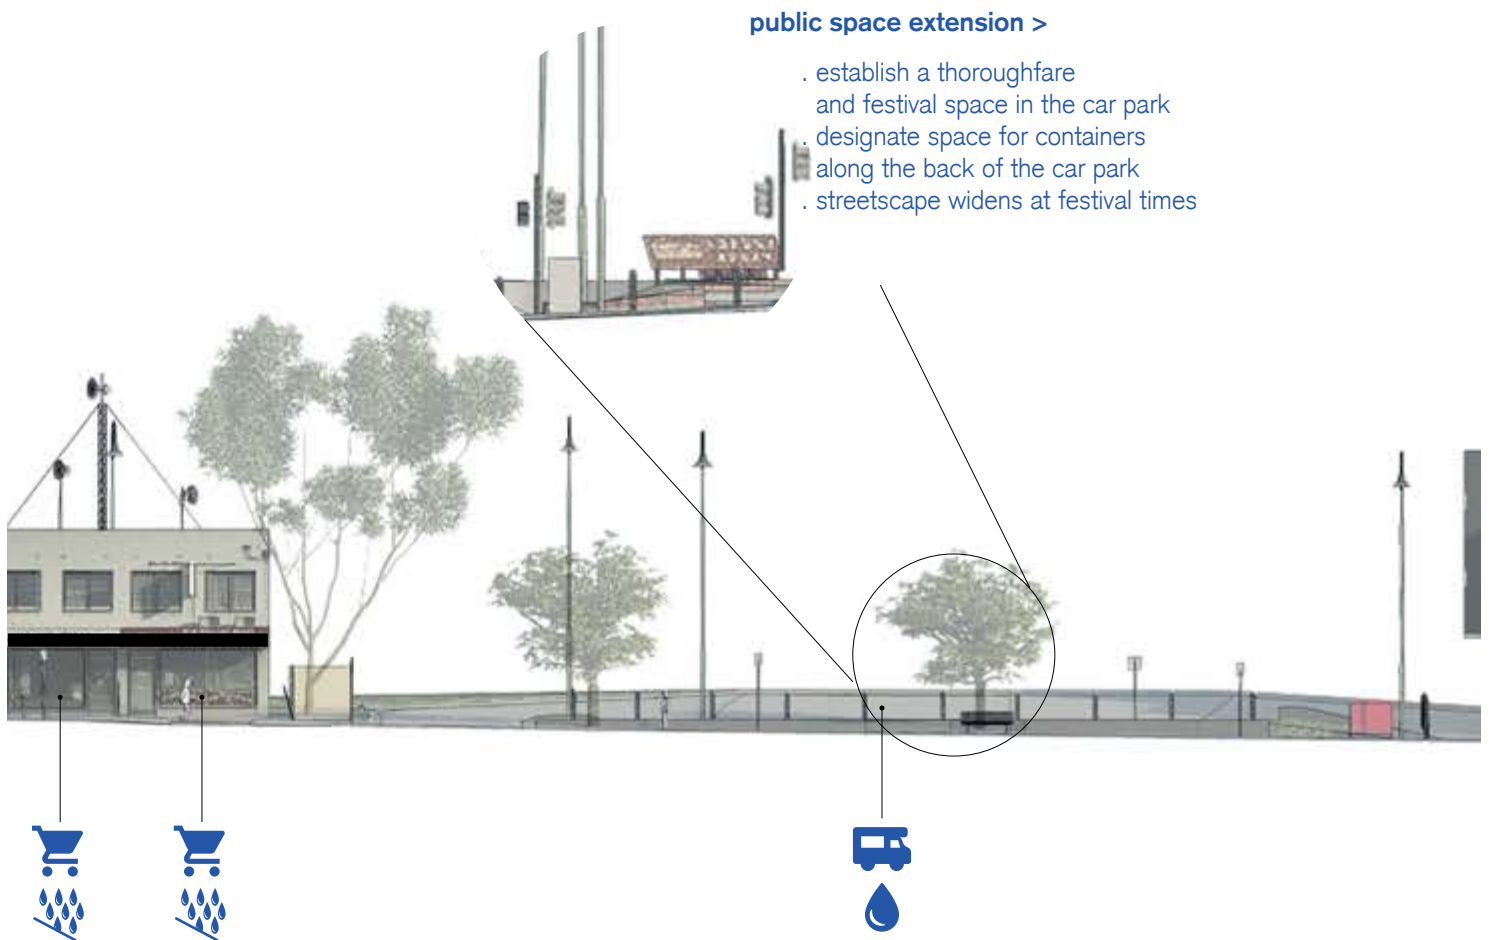 public space extension >
. establish a thoroughfare
and festival space in the car park
. designate space for containers
along the back of the car park
. streetscape widens at festival times